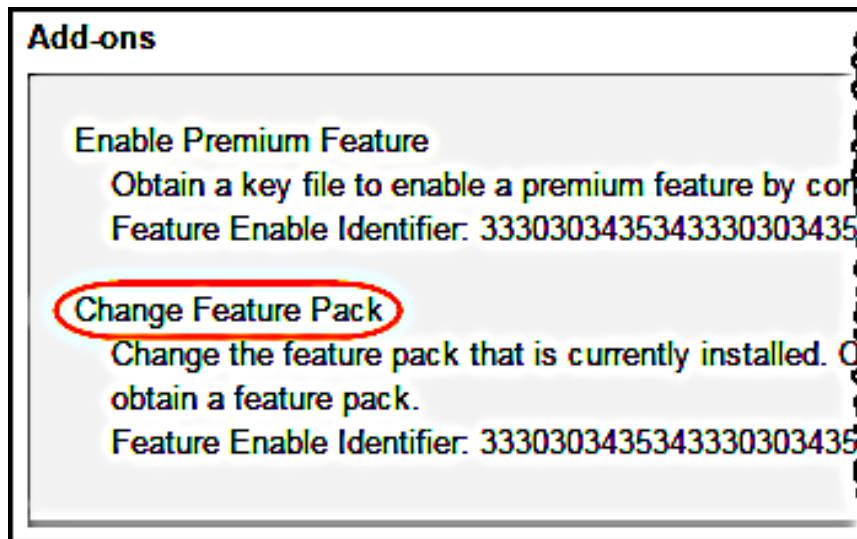 Add-ons
Enable Premium Feature
Obtain a key file to enable a premium feature by
Feature Enable Identifier: 3330303435343330303435
Change Feature Pack
Change the feature pack that is currently installed.
obtain a feature pack.
Feature Enable Identifier: 3330303435343330303435